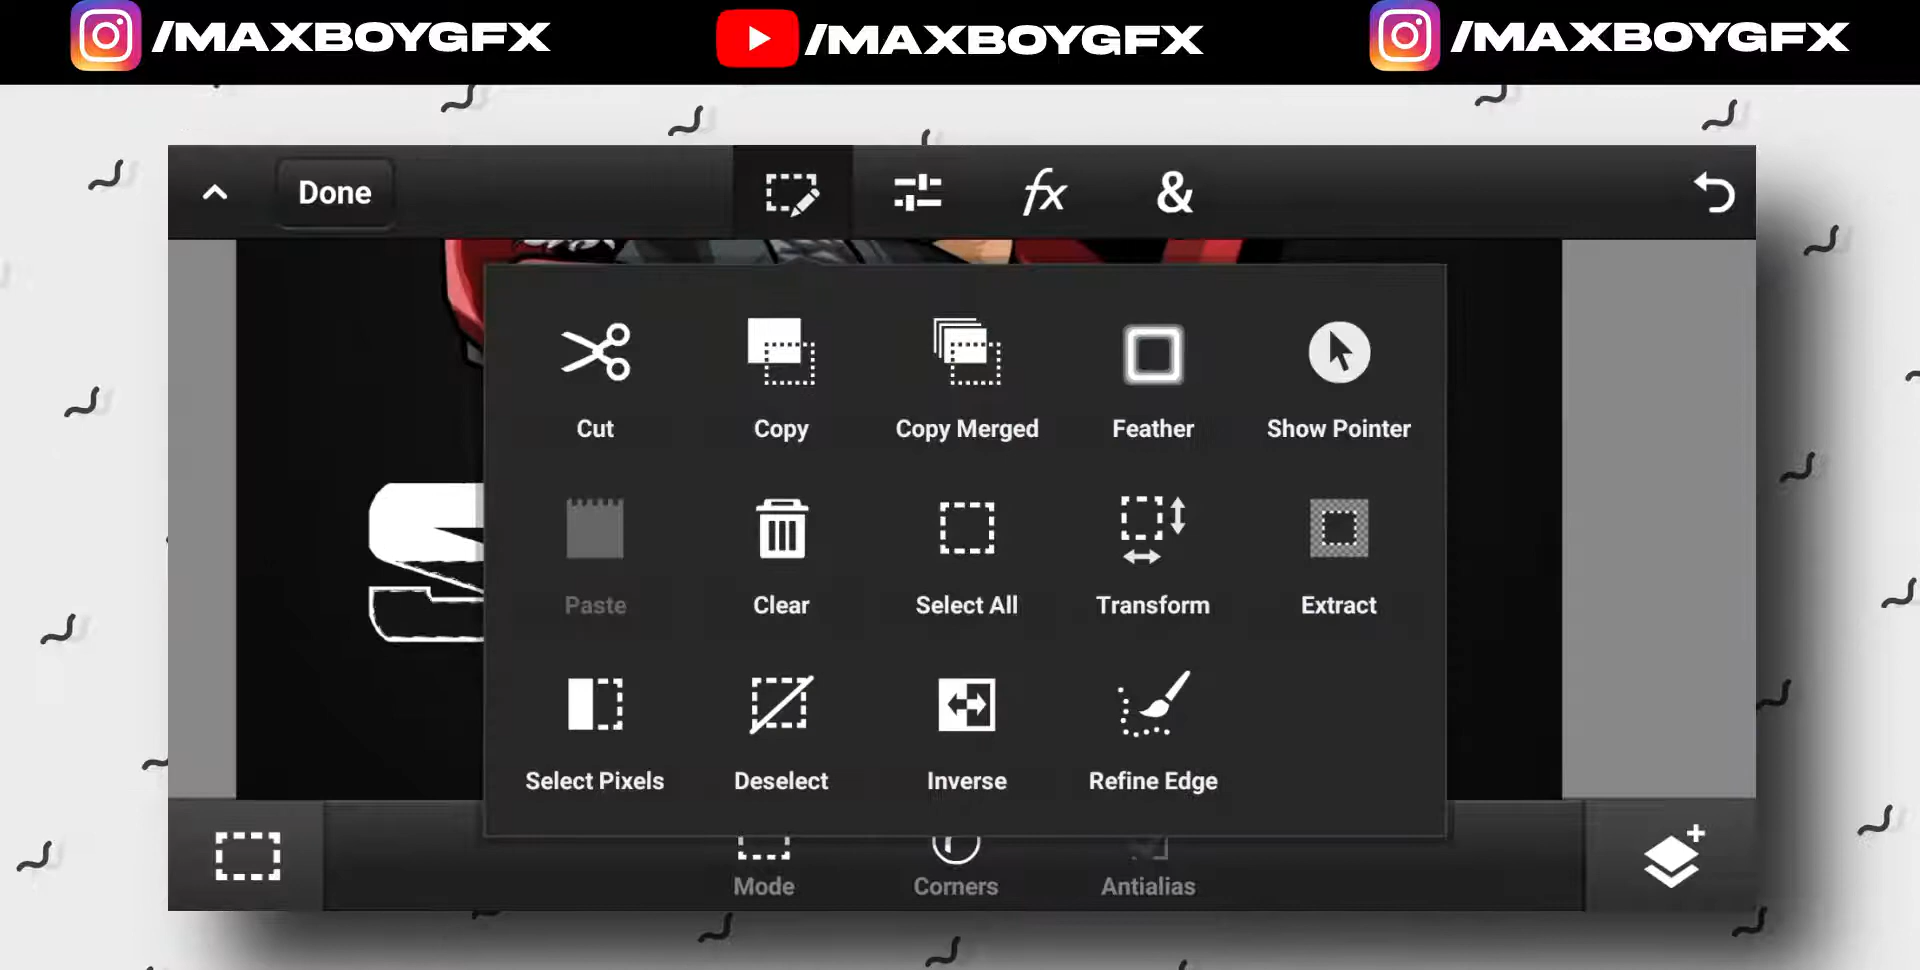 /MAXBOYGFX /MAXBOYGFX /MAXBOYGFX
Done fx &
Cut Copy Copy Merged Feather Show Pointer
Paste Clear Select All Transform Extract
Select Pixels Deselect Inverse Refine Edge
Mode Corners Antialias